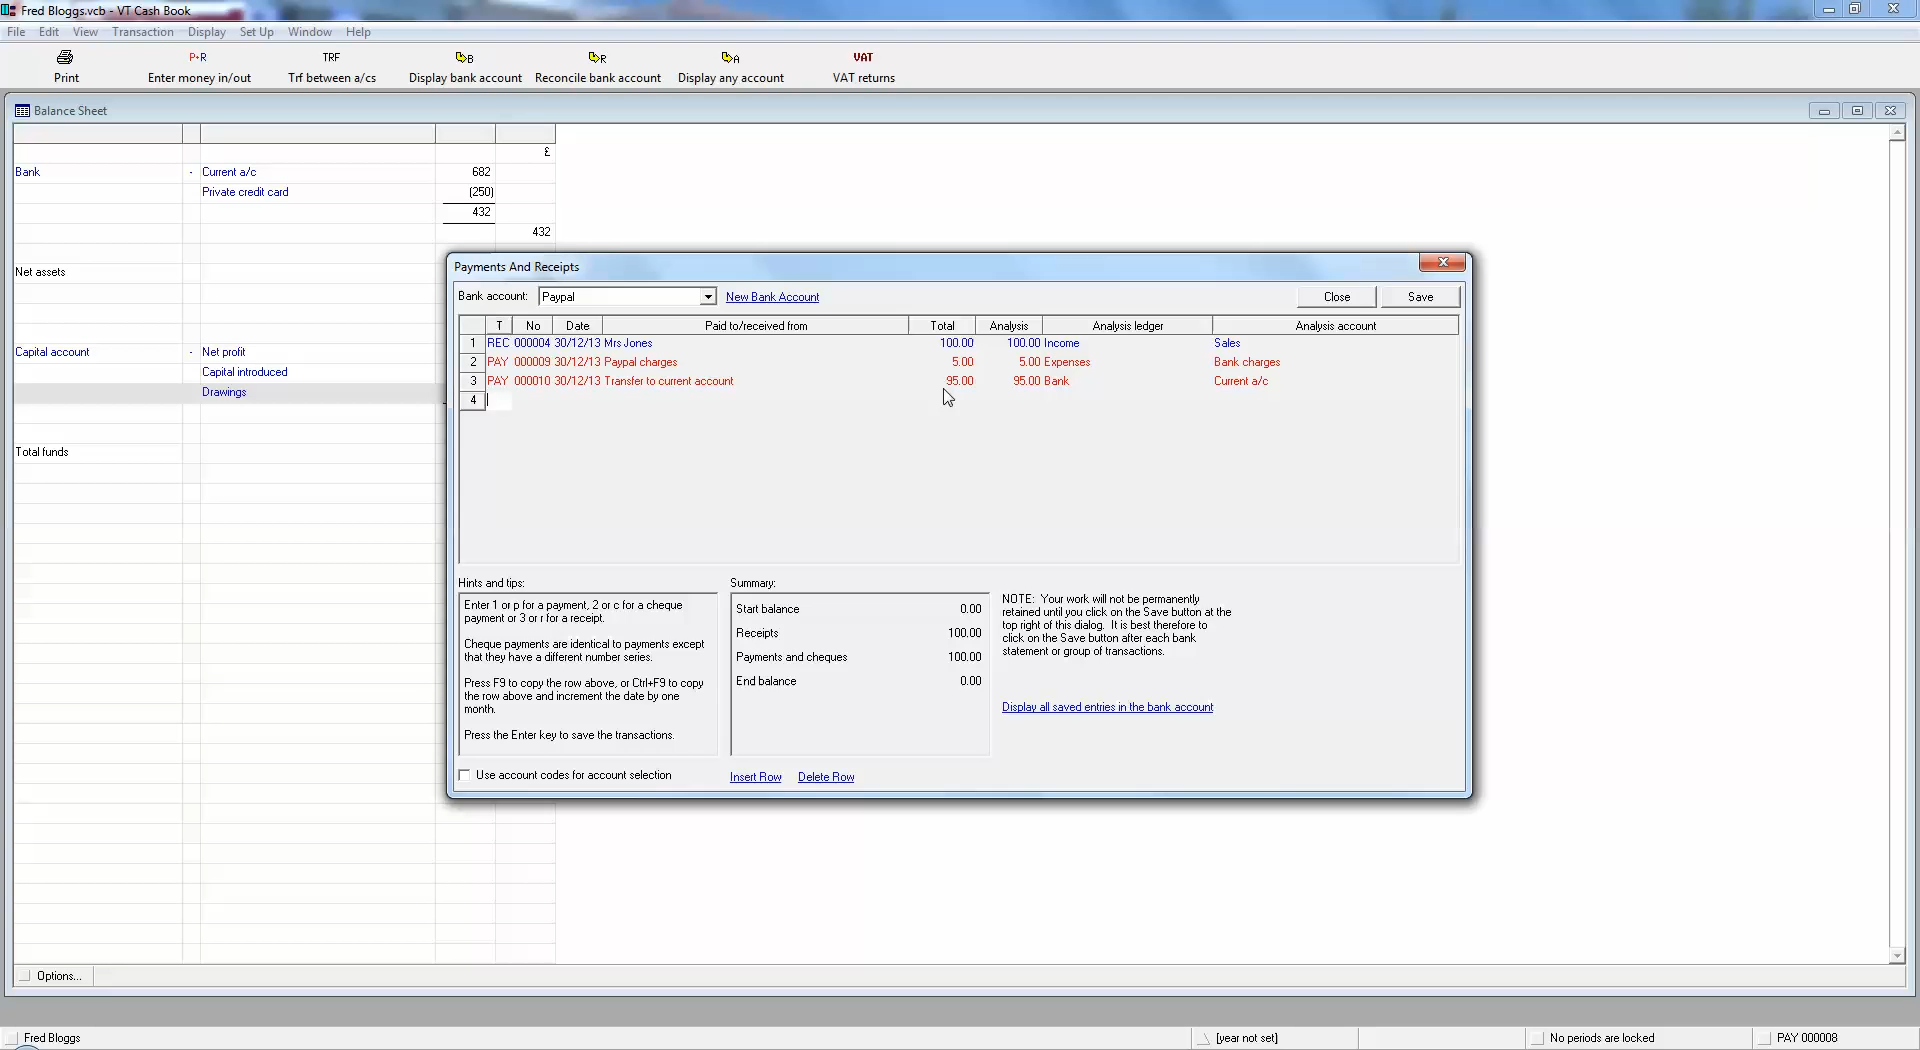 Fred Bloggs.vcb - VT Cash Book
File Edit View Transaction Display Set Up Window Help
P+R TRF B R A VAT
Print Enter money in/out Trf between a/cs Display bank account Reconcile bank account Display any account VAT returns
Balance Sheet
£
Bank - Current a/c 682
Private credit card (250)
432
432
Net assets
Capital account - Net profit
Capital introduced
Drawings
Total funds
Payments And Receipts
Bank account: Paypal New Bank Account Close Save
T No Date Paid to/received from Total Analysis Analysis ledger Analysis account
1 REC 000004 30/12/13 Mrs Jones 100.00 100.00 Income Sales
2 PAY 000009 30/12/13 Paypal charges 5.00 5.00 Expenses Bank charges
3 PAY 000010 30/12/13 Transfer to current account 95.00 95.00 Bank Current a/c
4
Hints and tips:
Enter 1 or p for a payment, 2 or c for a cheque
payment or 3 or r for a receipt.
Cheque payments are identical to payments except
that they have a different number series.
Press F9 to copy the row above, or Ctrl+F9 to copy
the row above and increment the date by one
month.
Press the Enter key to save the transactions.
Use account codes for account selection
Summary:
Start balance 0.00
Receipts 100.00
Payments and cheques 100.00
End balance 0.00
Insert Row Delete Row
NOTE: Your work will not be permanently
retained until you click on the Save button at the
top right of this dialog. It is best therefore to
click on the Save button after each bank
statement or group of transactions.
Display all saved entries in the bank account
Options...
Fred Bloggs [year not set] No periods are locked PAY 000008